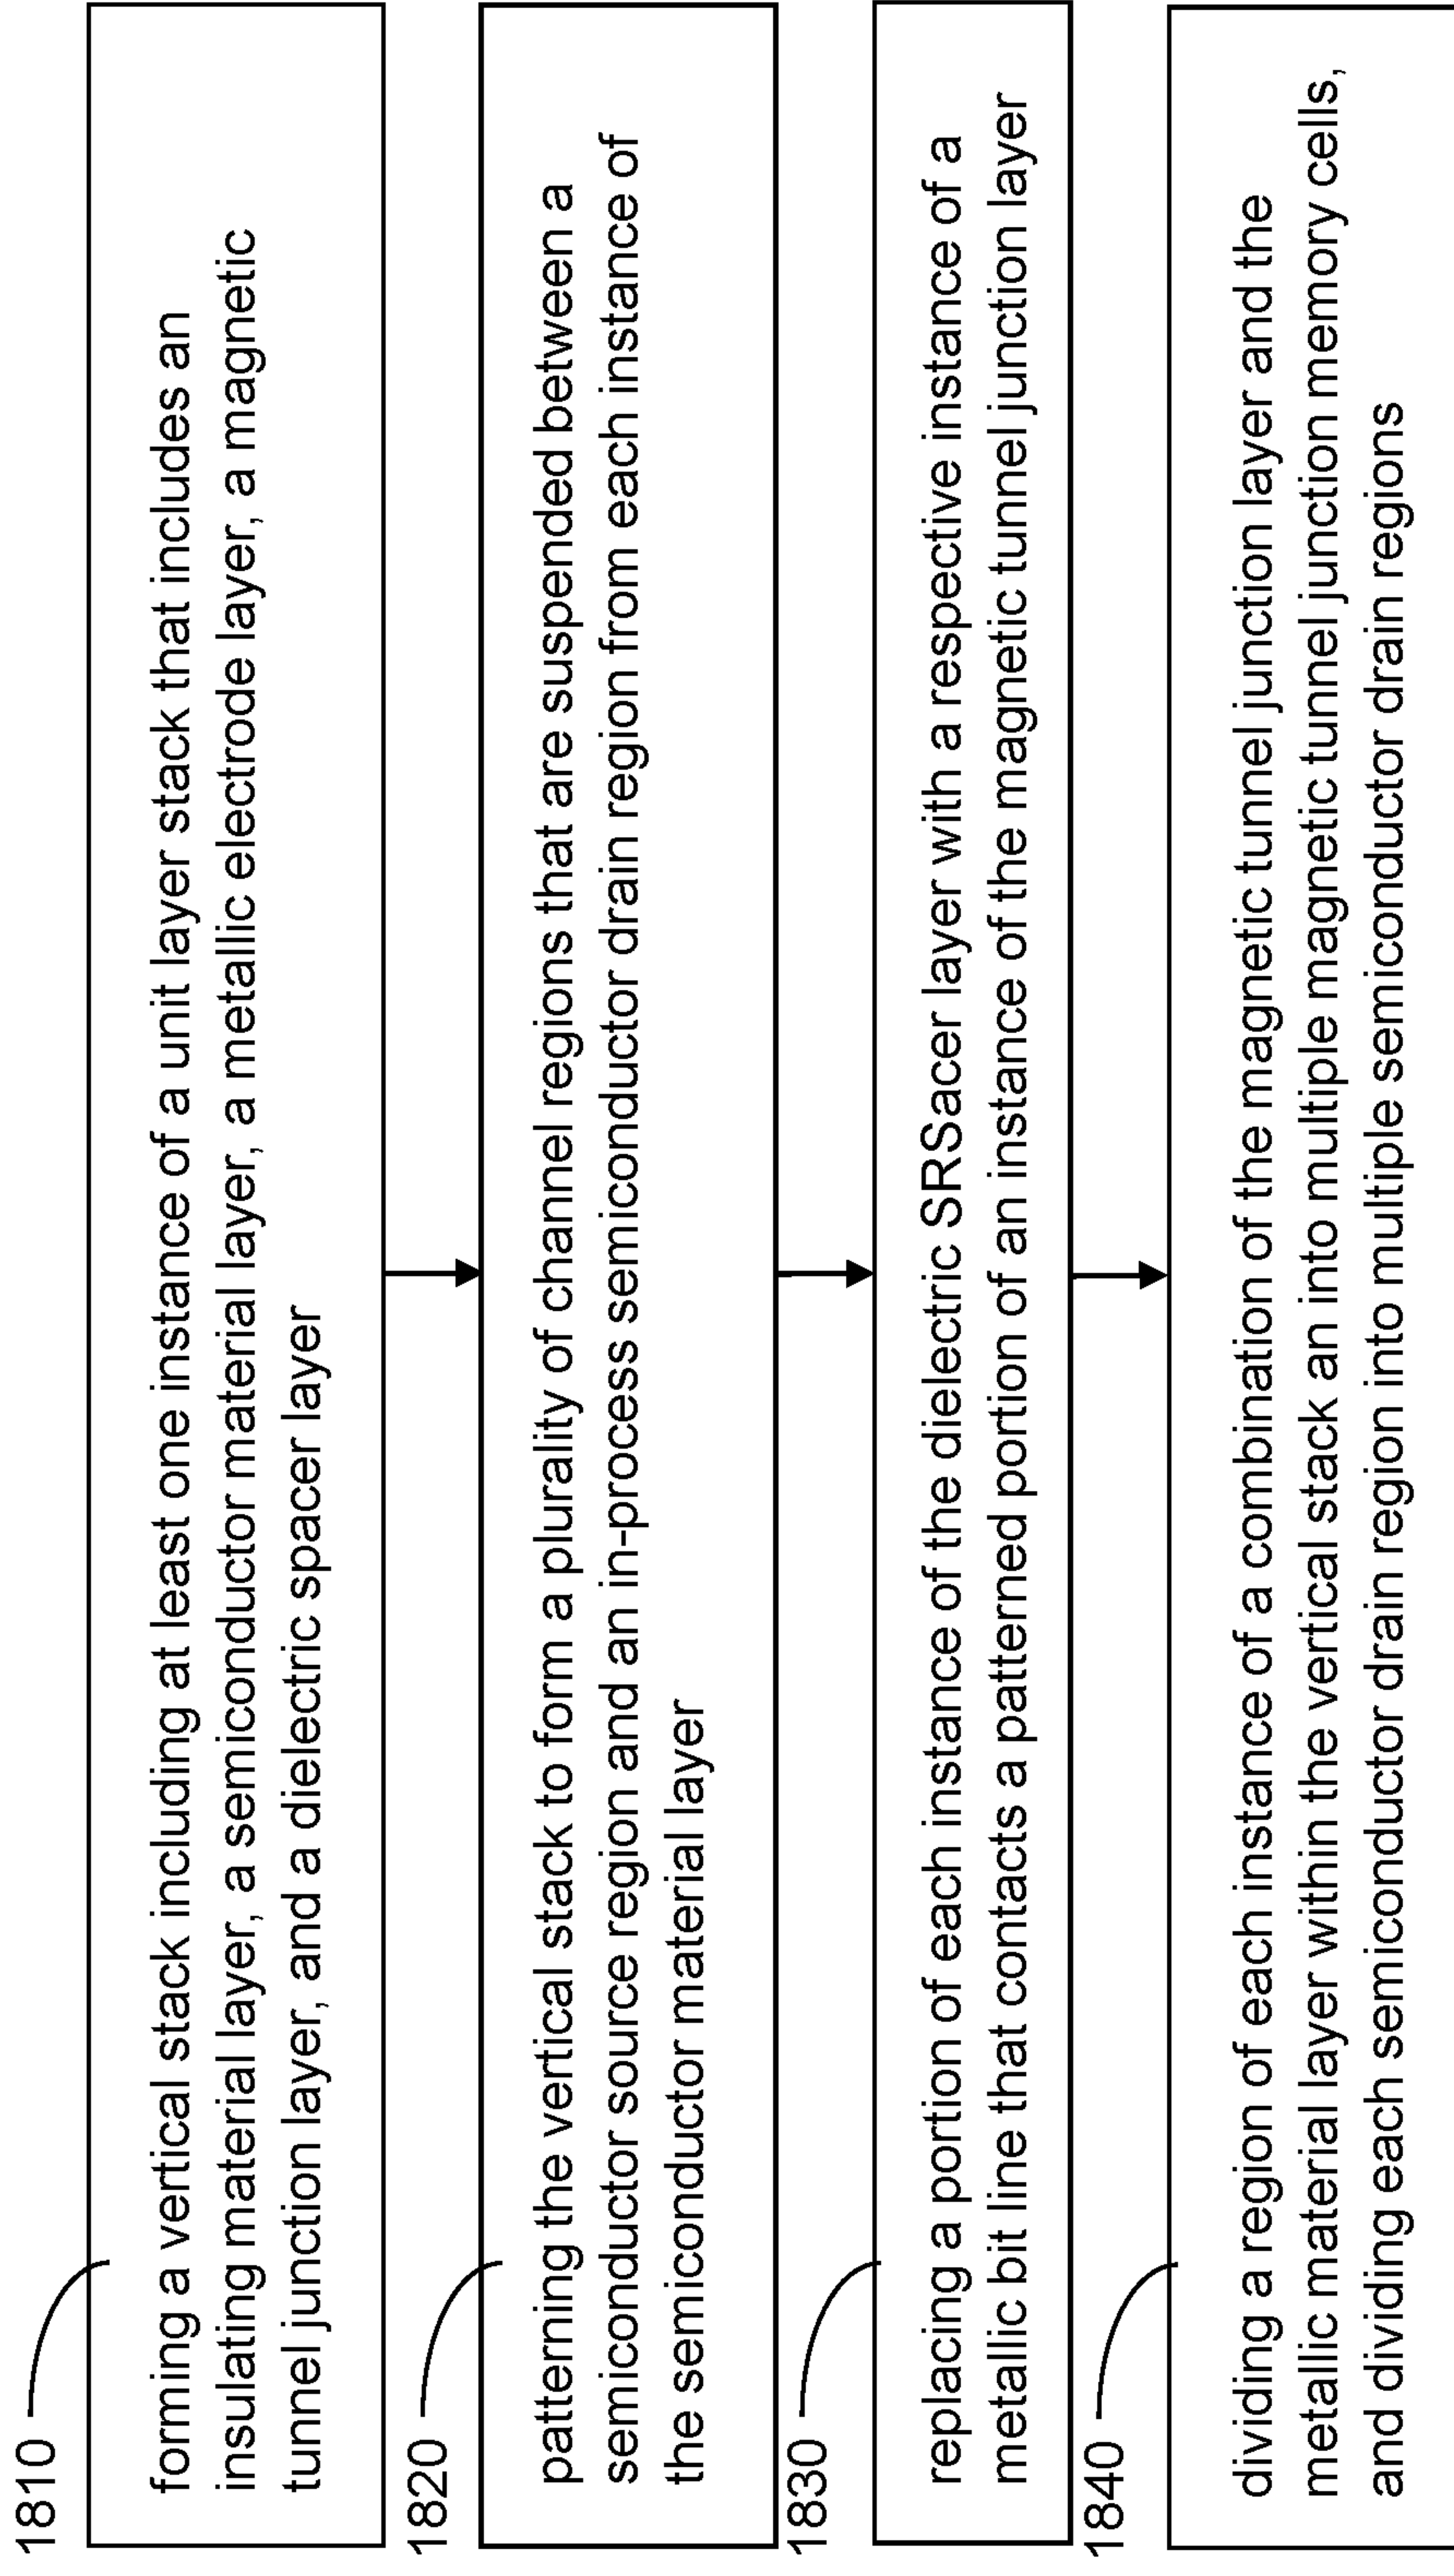 1810
forming a vertical stack including at least one instance of a unit layer stack that includes an
insulating material layer, a semiconductor material layer, a metallic electrode layer, a magnetic
tunnel junction layer, and a dielectric spacer layer
1820
patterning the vertical stack to form a plurality of channel regions that are suspended between a
semiconductor source region and an in-process semiconductor drain region from each instance of
the semiconductor material layer
1830
replacing a portion of each instance of the dielectric SRSacer layer with a respective instance of a
metallic bit line that contacts a patterned portion of an instance of the magnetic tunnel junction layer
1840
dividing a region of each instance of a combination of the magnetic tunnel junction layer and the
metallic material layer within the vertical stack an into multiple magnetic tunnel junction memory cells,
and dividing each semiconductor drain region into multiple semiconductor drain regions